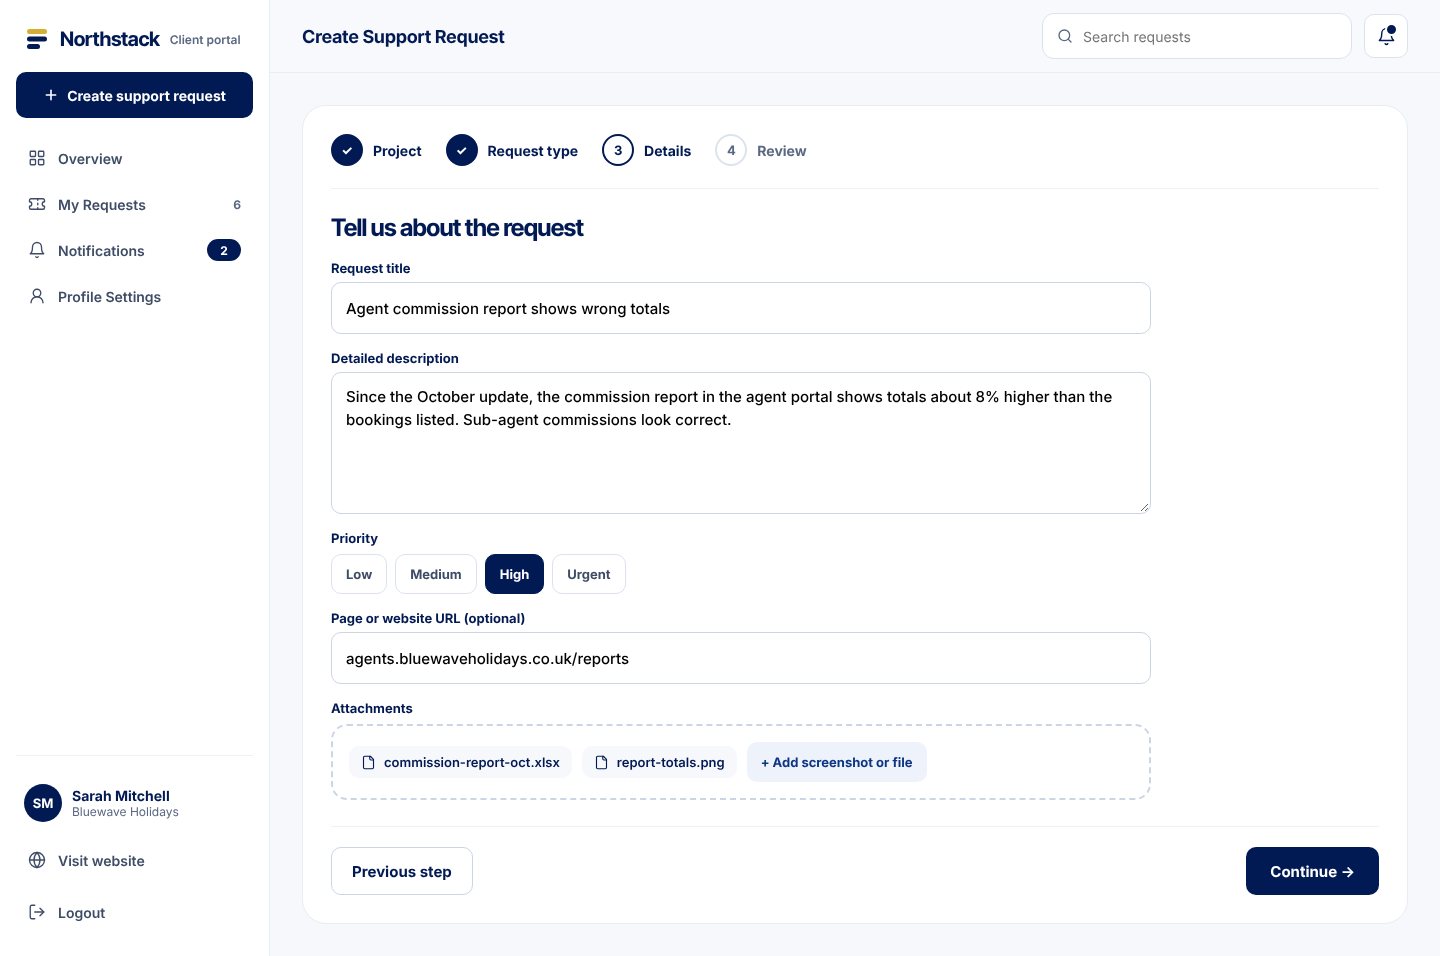 Northstack
Client portal
+ Create support request
Overview
My Requests 6
Notifications 2
Profile Settings
SM
Sarah Mitchell
Bluewave Holidays
Visit website
Logout
Create Support Request
Search requests
Project
Request type
3 Details
4 Review
Tell us about the request
Request title
Agent commission report shows wrong totals
Detailed description
Since the October update, the commission report in the agent portal shows totals about 8% higher than the
bookings listed. Sub-agent commissions look correct.
Priority
Low
Medium
High
Urgent
Page or website URL (optional)
agents.bluewaveholidays.co.uk/reports
Attachments
commission-report-oct.xlsx
report-totals.png
+ Add screenshot or file
Previous step
Continue →